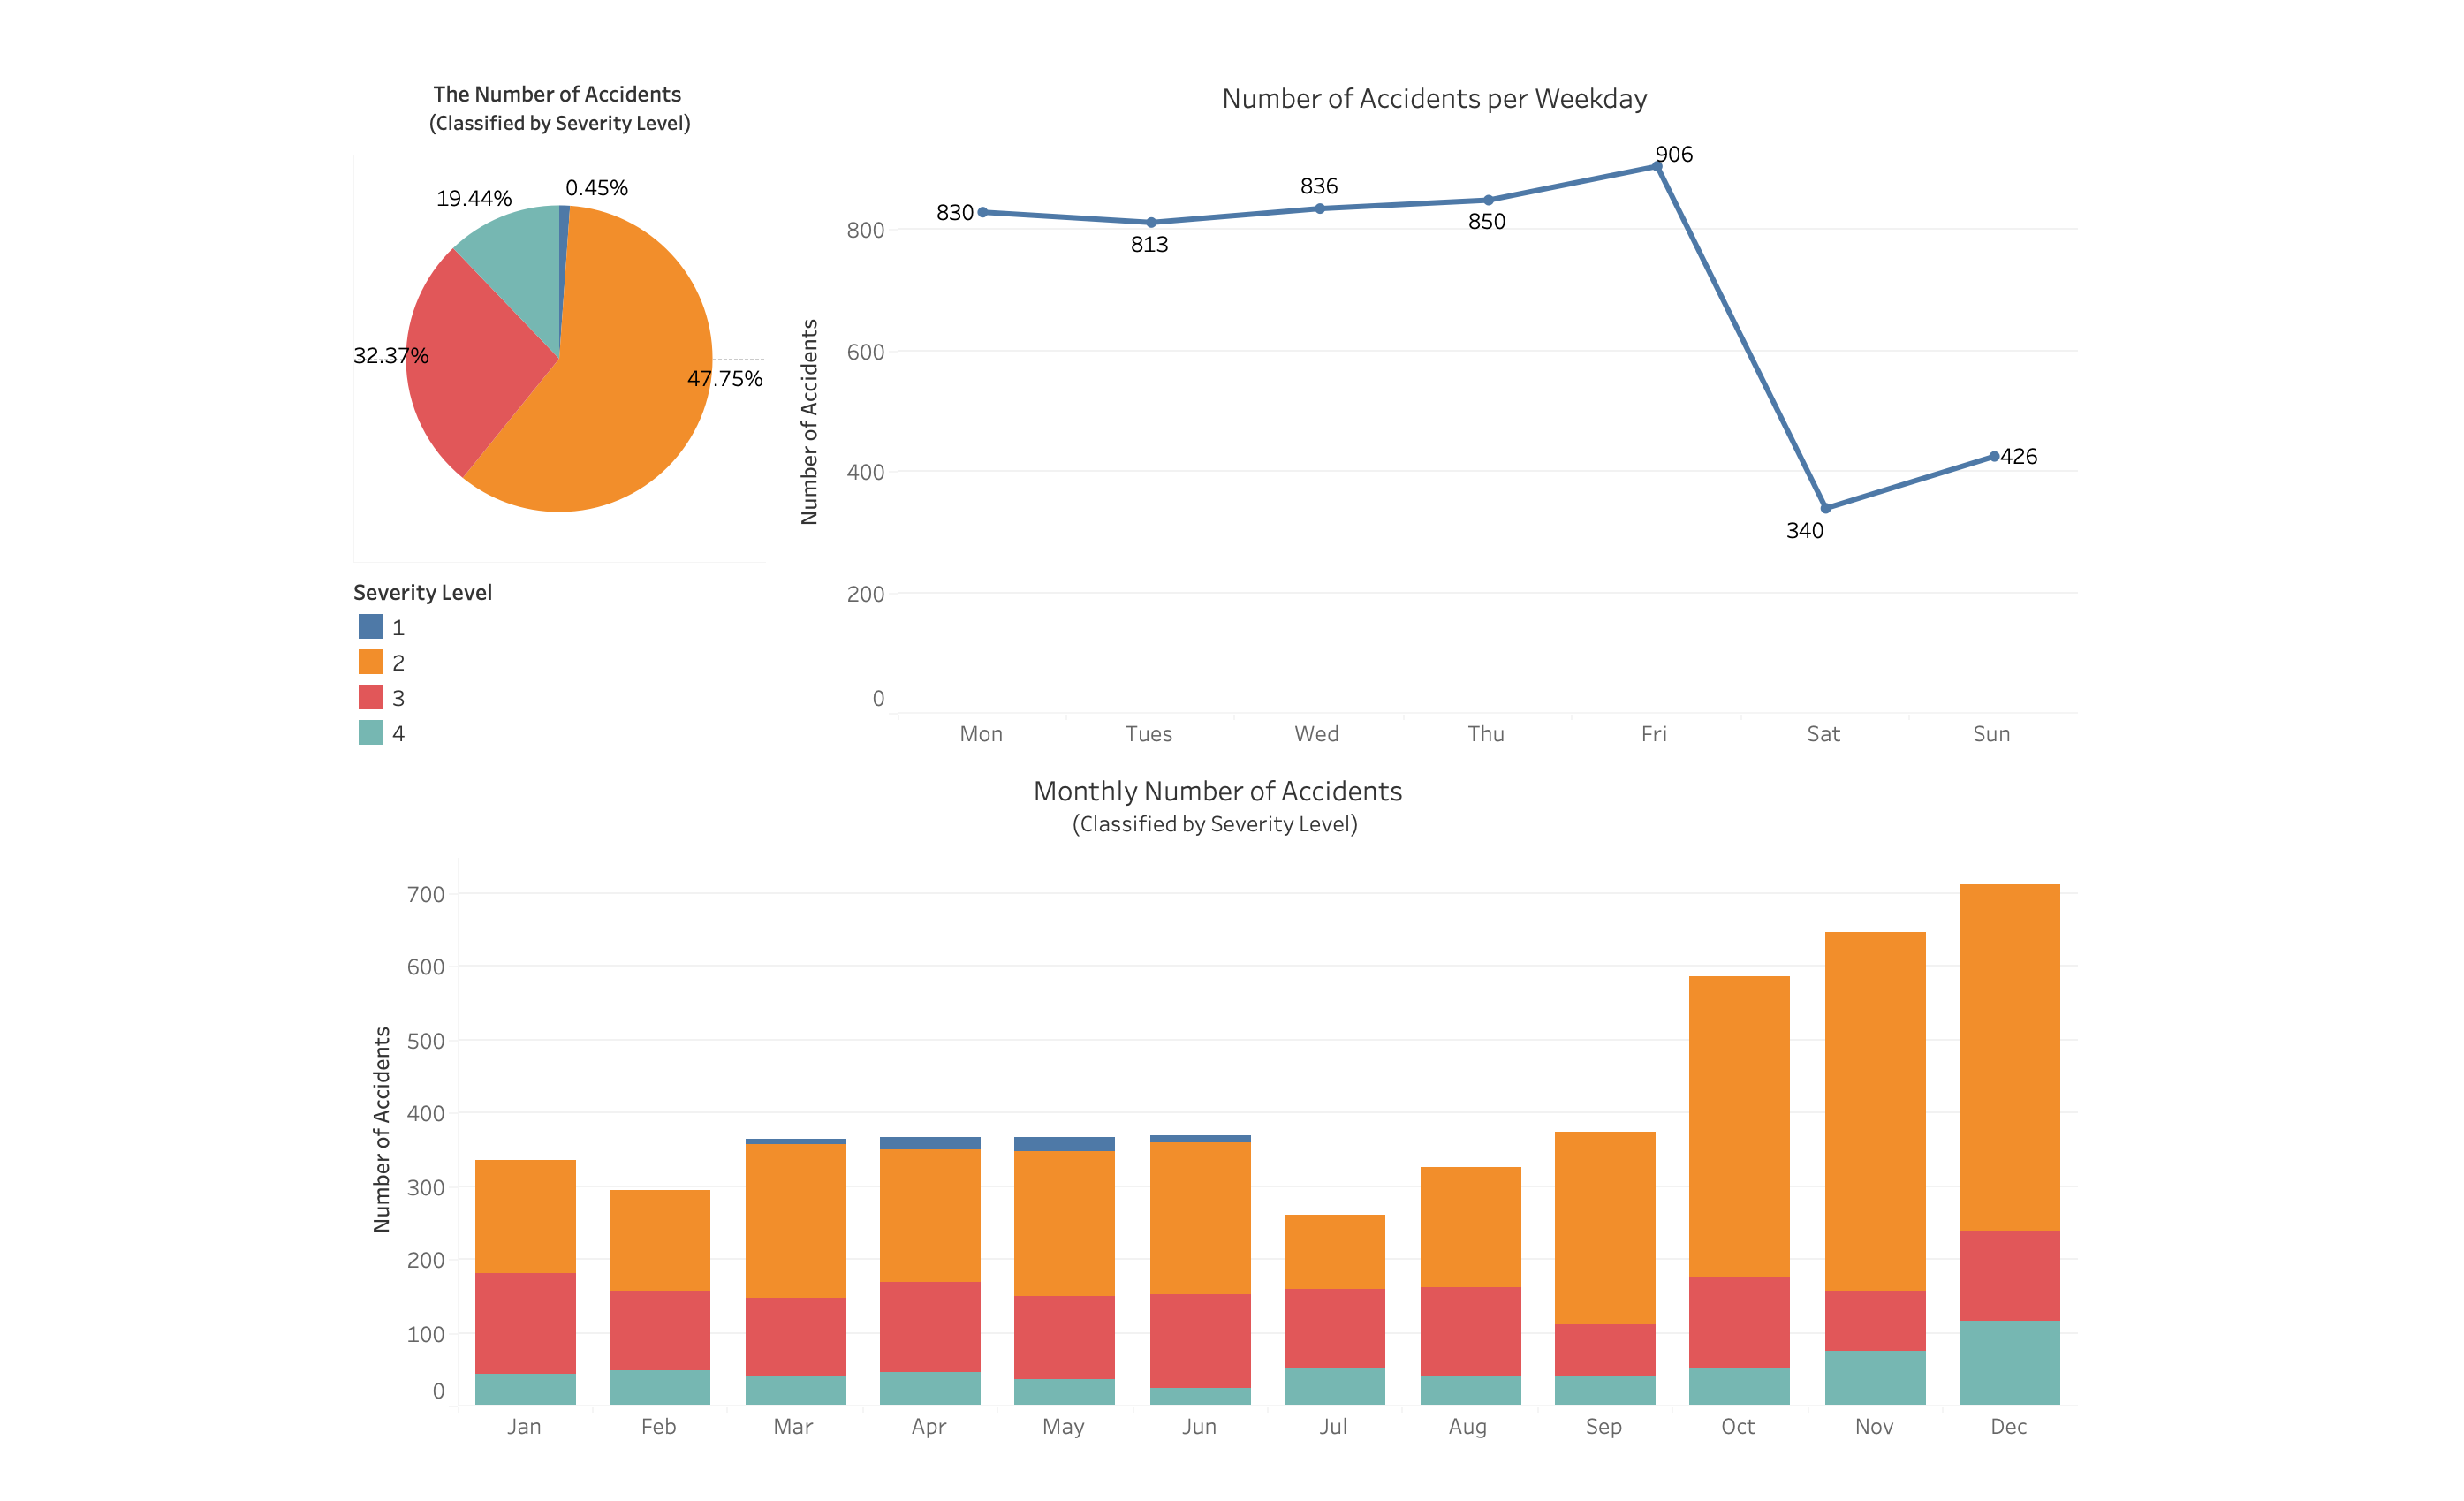 The Number of Accidents
(Classified by Severity Level)
19.44%
0.45%
32.37%
47.75%
Severity Level
1
2
3
4
Number of Accidents per Weekday
Number of Accidents
800
600
400
200
0
830
813
836
850
906
340
426
Mon Tues Wed Thu Fri Sat Sun
Monthly Number of Accidents
(Classified by Severity Level)
Number of Accidents
700
600
500
400
300
200
100
0
Jan Feb Mar Apr May Jun Jul Aug Sep Oct Nov Dec